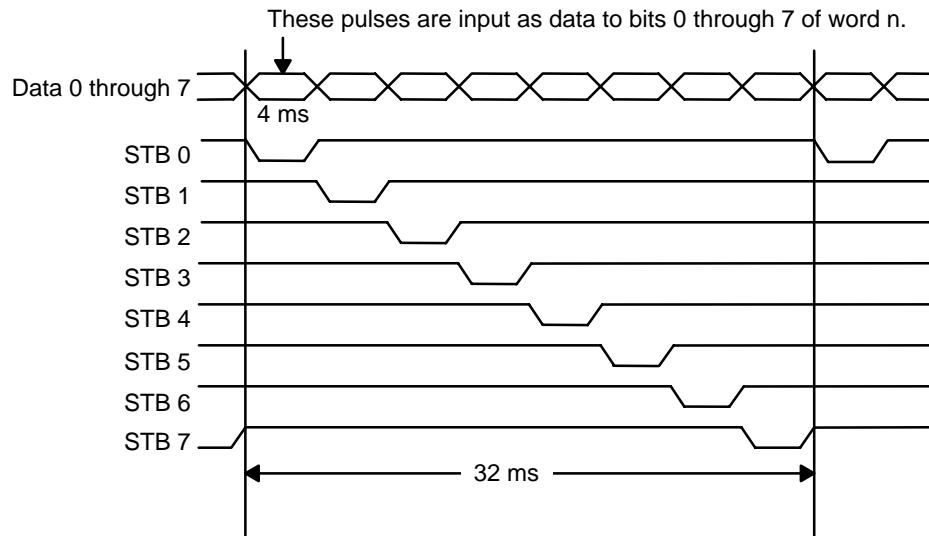 These pulses are input as data to bits 0 through 7 of word n.
Data 0 through 7
4 ms
STB 0
STB 1
STB 2
STB 3
STB 4
STB 5
STB 6
STB 7
32 ms